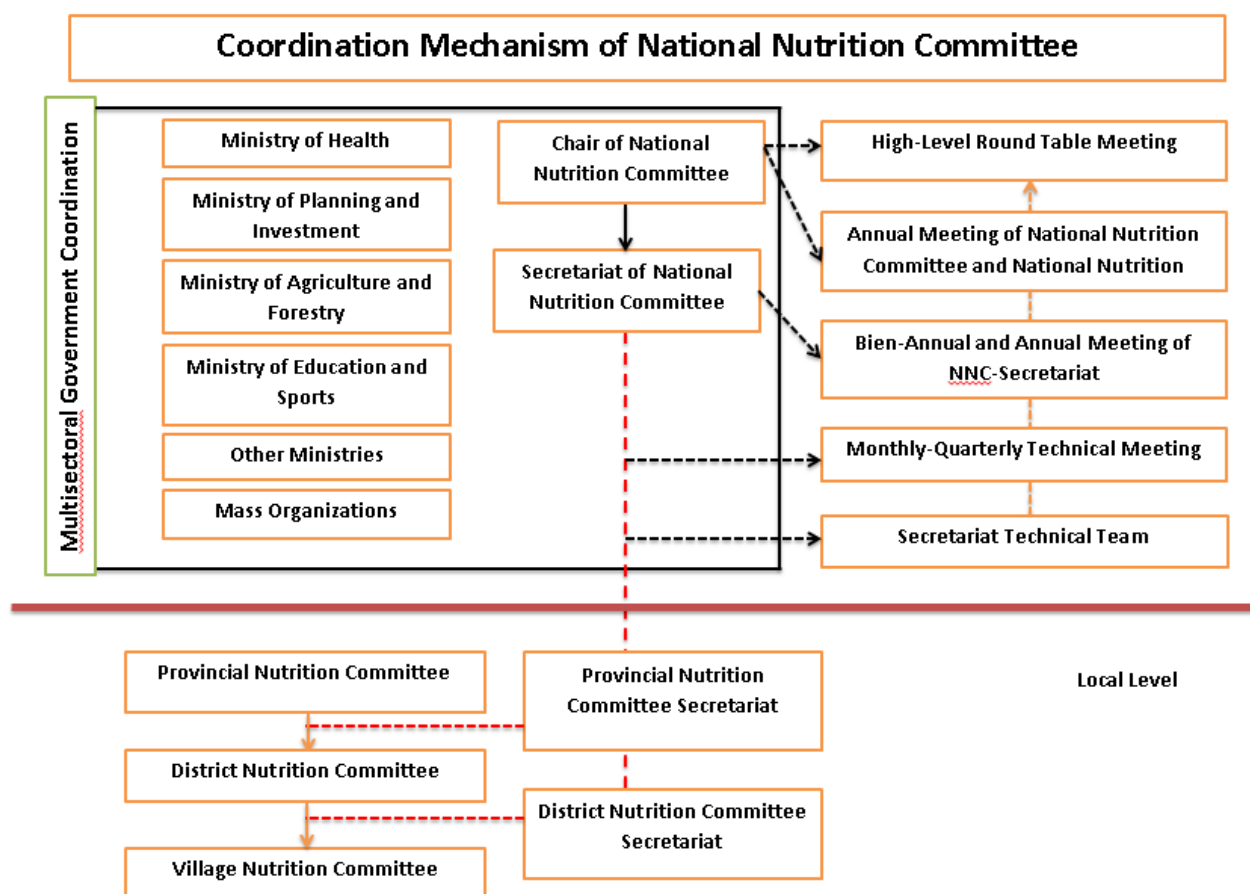 Coordination Mechanism of National Nutrition Committee
Multisectoral Government Coordination
Ministry of Health
Ministry of Planning and
Investment
Ministry of Agriculture and
Forestry
Ministry of Education and
Sports
Other Ministries
Mass Organizations
Chair of National
Nutrition Committee
Secretariat of National
Nutrition Committee
High-Level Round Table Meeting
Annual Meeting of National Nutrition
Committee and National Nutrition
Bien-Annual and Annual Meeting of
NNC-Secretariat
Monthly-Quarterly Technical Meeting
Secretariat Technical Team
Provincial Nutrition Committee
District Nutrition Committee
Village Nutrition Committee
Provincial Nutrition
Committee Secretariat
District Nutrition Committee
Secretariat
Local Level